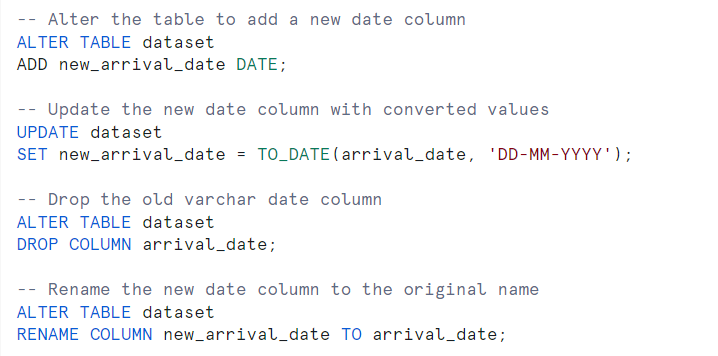 -- Alter the table to add a new date column
ALTER TABLE dataset
ADD new_arrival_date DATE;
-- Update the new date column with converted values
UPDATE dataset
SET new_arrival_date = TO_DATE(arrival_date, 'DD-MM-YYYY');
-- Drop the old varchar date column
ALTER TABLE dataset
DROP COLUMN arrival_date;
-- Rename the new date column to the original name
ALTER TABLE dataset
RENAME COLUMN new_arrival_date TO arrival_date;